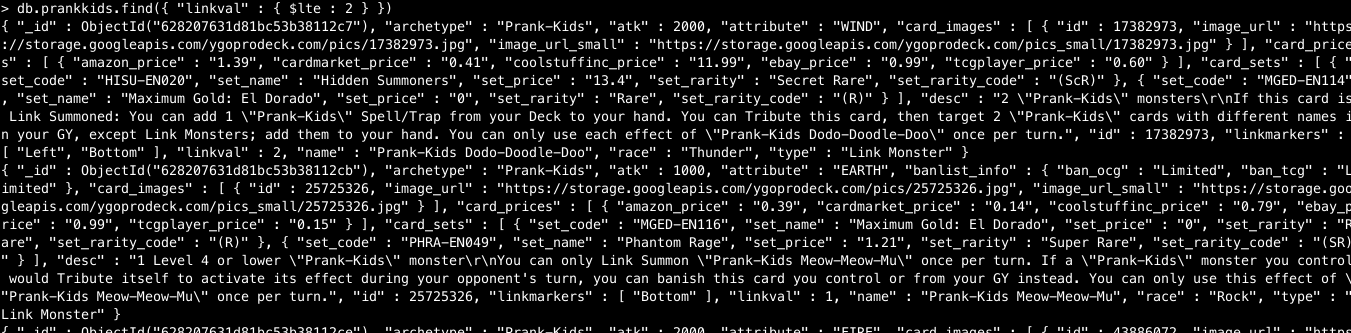 > db.prankkids.find({ "linkval" : { $lte : 2 } })
{ "_id" : ObjectId("628207631d81bc53b38112c7"), "archetype" : "Prank-Kids", "atk" : 2000, "attribute" : "WIND", "card_images" : [ { "id" : 17382973, "image_url" : "https
://storage.googleapis.com/ygoprodeck.com/pics/17382973.jpg", "image_url_small" : "https://storage.googleapis.com/ygoprodeck.com/pics_small/17382973.jpg" } ], "card_price
s" : [ { "amazon_price" : "1.39", "cardmarket_price" : "0.41", "coolstuffinc_price" : "11.99", "ebay_price" : "0.99", "tcgplayer_price" : "0.60" } ], "card_sets" : [ { "
set_code" : "HISU-EN020", "set_name" : "Hidden Summoners", "set_price" : "13.4", "set_rarity" : "Secret Rare", "set_rarity_code" : "(ScR)" }, { "set_code" : "MGED-EN114"
, "set_name" : "Maximum Gold: El Dorado", "set_price" : "0", "set_rarity" : "Rare", "set_rarity_code" : "(R)" } ], "desc" : "2 \"Prank-Kids\" monsters\r\nIf this card is
Link Summoned: You can add 1 \"Prank-Kids\" Spell/Trap from your Deck to your hand. You can Tribute this card, then target 2 \"Prank-Kids\" cards with different names i
n your GY, except Link Monsters; add them to your hand. You can only use each effect of \"Prank-Kids Dodo-Doodle-Doo\" once per turn.", "id" : 17382973, "linkmarkers" :
[ "Left", "Bottom" ], "linkval" : 2, "name" : "Prank-Kids Dodo-Doodle-Doo", "race" : "Thunder", "type" : "Link Monster" }
{ "_id" : ObjectId("628207631d81bc53b38112cb"), "archetype" : "Prank-Kids", "atk" : 1000, "attribute" : "EARTH", "banlist_info" : { "ban_ocg" : "Limited", "ban_tcg" : "L
imited" }, "card_images" : [ { "id" : 25725326, "image_url" : "https://storage.googleapis.com/ygoprodeck.com/pics/25725326.jpg", "image_url_small" : "https://storage.goo
gleapis.com/ygoprodeck.com/pics_small/25725326.jpg" } ], "card_prices" : [ { "amazon_price" : "0.39", "cardmarket_price" : "0.14", "coolstuffinc_price" : "0.79", "ebay_p
rice" : "0.99", "tcgplayer_price" : "0.15" } ], "card_sets" : [ { "set_code" : "MGED-EN116", "set_name" : "Maximum Gold: El Dorado", "set_price" : "0", "set_rarity" : "R
are", "set_rarity_code" : "(R)" }, { "set_code" : "PHRA-EN049", "set_name" : "Phantom Rage", "set_price" : "1.21", "set_rarity" : "Super Rare", "set_rarity_code" : "(SR)
" } ], "desc" : "1 Level 4 or lower \"Prank-Kids\" monster\r\nYou can only Link Summon \"Prank-Kids Meow-Meow-Mu\" once per turn. If a \"Prank-Kids\" monster you control
would Tribute itself to activate its effect during your opponent's turn, you can banish this card you control or from your GY instead. You can only use this effect of \
"Prank-Kids Meow-Meow-Mu\" once per turn.", "id" : 25725326, "linkmarkers" : [ "Bottom" ], "linkval" : 1, "name" : "Prank-Kids Meow-Meow-Mu", "race" : "Rock", "type" : "
Link Monster" }
{ "_id" : ObjectId("628207631d81bc53b38112ce"), "archetype" : "Prank-Kids", "atk" : 2000, "attribute" : "FIRE", "card_images" : [ { "id" : 43886072, "image_url" : "https